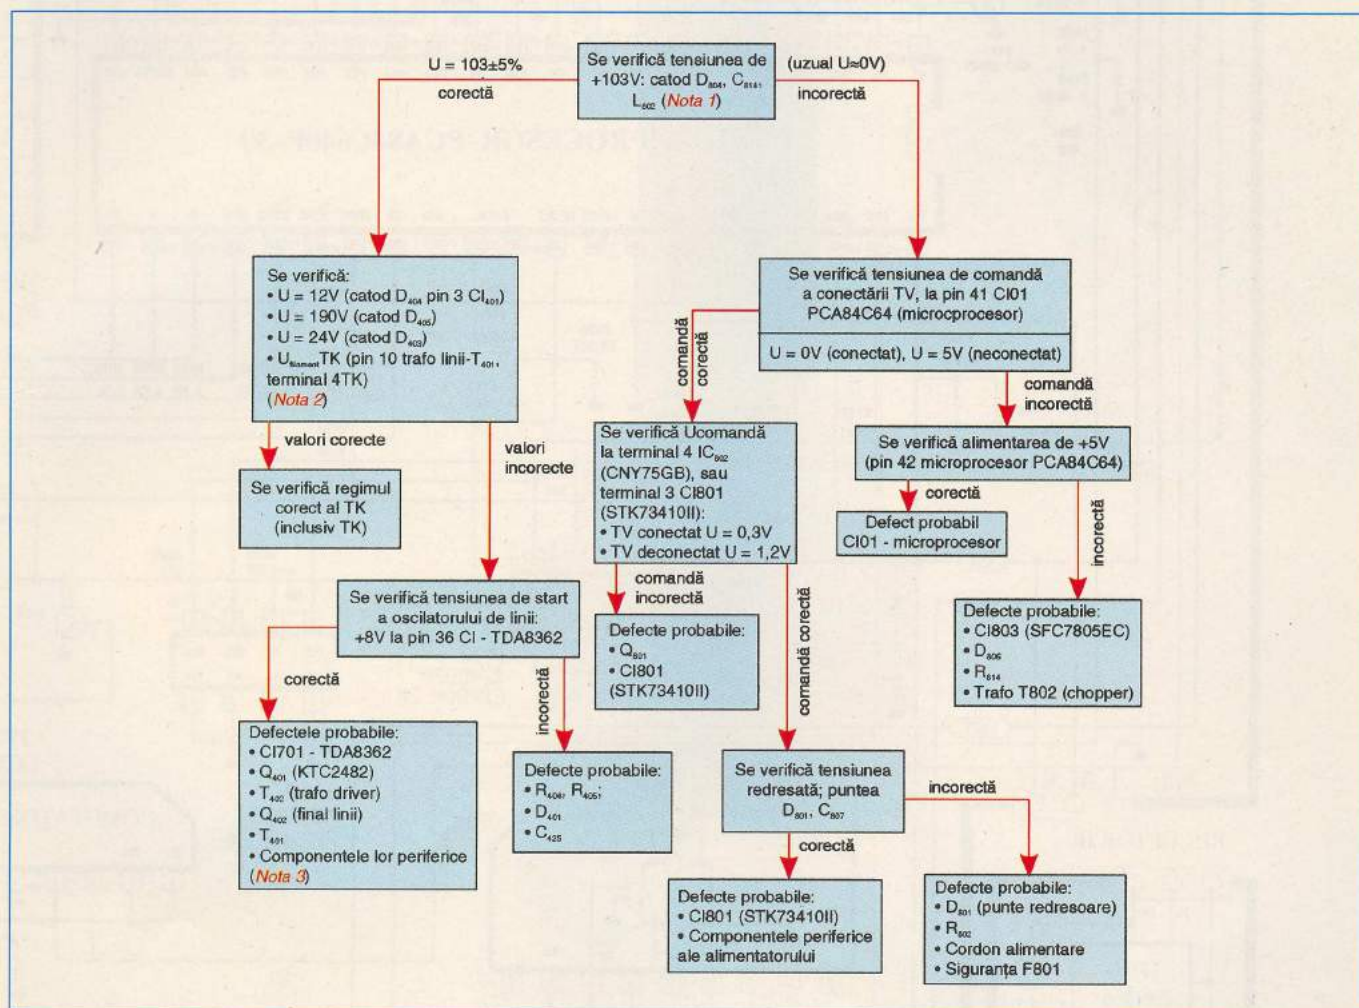 U = 103±5%
corectă
Se verifică tensiunea de
+103V: catod D804, C814,
L802 (Nota 1)
(uzual U≈0V)
incorectă
Se verifică:
• U = 12V (catod D404 pin 3 CI401)
• U = 190V (catod D405)
• U = 24V (catod D403)
• UfilamentTK (pin 10 trafo linii-T401,
terminal 4TK)
(Nota 2)
Se verifică tensiunea de comandă
a conectării TV, la pin 41 CI01
PCA84C64 (microcprocesor)
U = 0V (conectat), U = 5V (neconectat)
comandă
corectă
comandă
incorectă
valori corecte
valori
incorecte
Se verifică regimul
corect al TK
(inclusiv TK)
Se verifică Ucomandă
la terminal 4 IC802
(CNY75GB), sau
terminal 3 CI801
(STK73410II):
• TV conectat U = 0,3V
• TV deconectat U = 1,2V
Se verifică alimentarea de +5V
(pin 42 microprocesor PCA84C64)
corectă
incorectă
Defect probabil
CI01 - microprocesor
Se verifică tensiunea de start
a oscilatorului de linii:
+8V la pin 36 CI - TDA8362
comandă
incorectă
comandă corectă
Defecte probabile:
• Q801
• CI801
(STK73410II)
Defecte probabile:
• CI803 (SFC7805EC)
• D806
• R814
• Trafo T802 (chopper)
corectă
incorectă
Defectele probabile:
• CI701 - TDA8362
• Q401 (KTC2482)
• T402 (trafo driver)
• Q402 (final linii)
• T401
• Componentele lor periferice
(Nota 3)
Defecte probabile:
• R404, R405;
• D401
• C425
Se verifică tensiunea
redresată; puntea
D801, C807
incorectă
corectă
Defecte probabile:
• CI801 (STK73410II)
• Componentele periferice
ale alimentatorului
Defecte probabile:
• D801 (punte redresoare)
• R802
• Cordon alimentare
• Siguranța F801